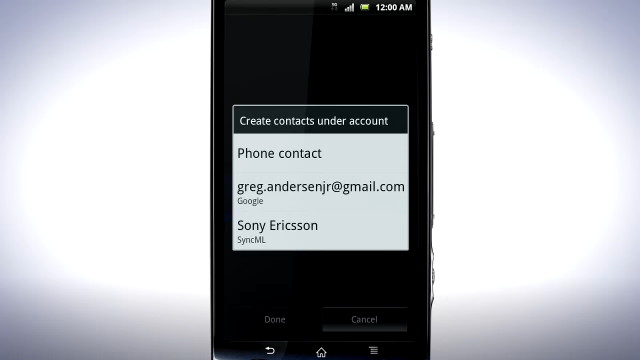 12:00 AM
Create contacts under account
Phone contact
greg.andersenjr@gmail.com
Google
Sony Ericsson
SyncML
Done
Cancel